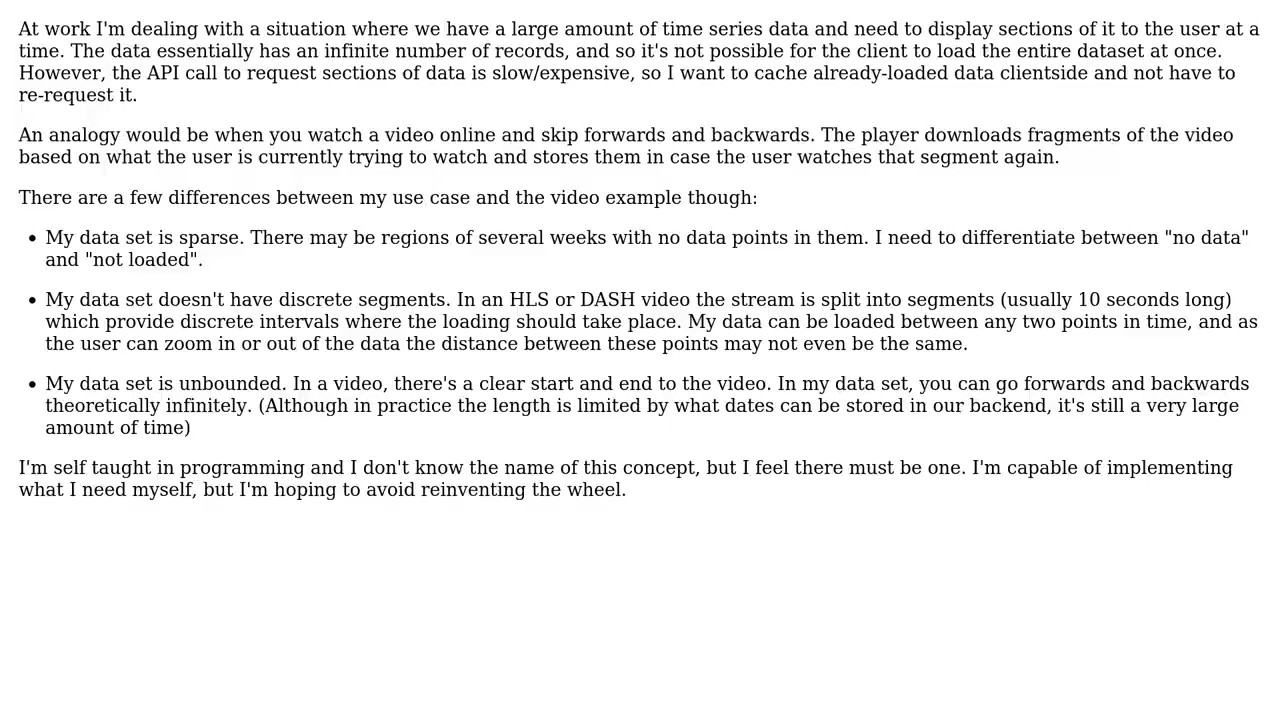 At work I'm dealing with a situation where we have a large amount of time series data and need to display sections of it to the user at a
time. The data essentially has an infinite number of records, and so it's not possible for the client to load the entire dataset at once.
However, the API call to request sections of data is slow/expensive, so I want to cache already-loaded data clientside and not have to
re-request it.
An analogy would be when you watch a video online and skip forwards and backwards. The player downloads fragments of the video
based on what the user is currently trying to watch and stores them in case the user watches that segment again.
There are a few differences between my use case and the video example though:
• My data set is sparse. There may be regions of several weeks with no data points in them. I need to differentiate between "no data"
and "not loaded".
• My data set doesn't have discrete segments. In an HLS or DASH video the stream is split into segments (usually 10 seconds long)
which provide discrete intervals where the loading should take place. My data can be loaded between any two points in time, and as
the user can zoom in or out of the data the distance between these points may not even be the same.
• My data set is unbounded. In a video, there's a clear start and end to the video. In my data set, you can go forwards and backwards
theoretically infinitely. (Although in practice the length is limited by what dates can be stored in our backend, it's still a very large
amount of time)
I'm self taught in programming and I don't know the name of this concept, but I feel there must be one. I'm capable of implementing
what I need myself, but I'm hoping to avoid reinventing the wheel.